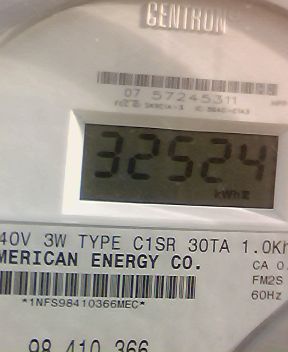 CENTRON
07 57245311
32524
kWh
40V 3W TYPE C1SR 30TA 1.0Kh
MERICAN ENERGY CO.
CA 0.
FM2S
60Hz
*1NFS98410366MEC*
98 410 366